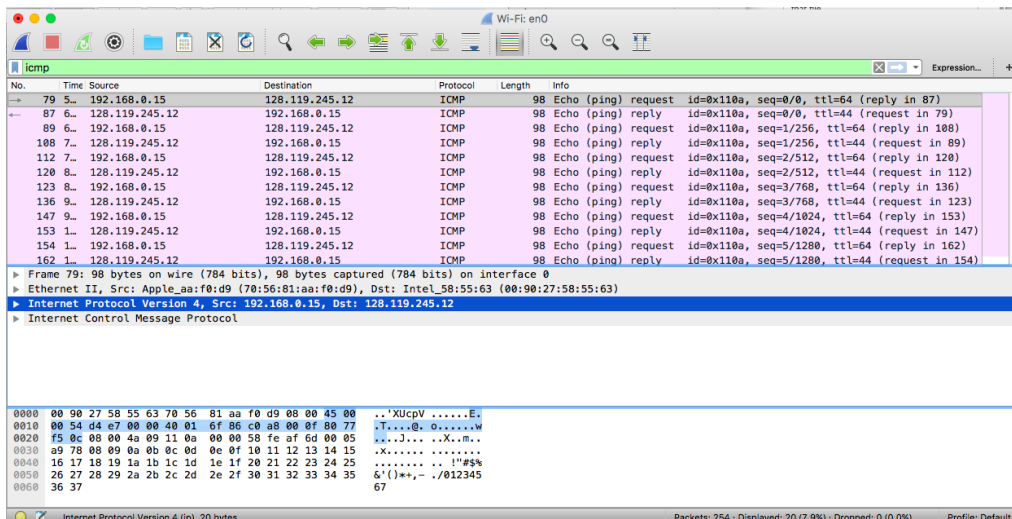 Wi-Fi: en0
icmp
Expression...
+
No. Time Source Destination Protocol Length Info
79 5… 192.168.0.15 128.119.245.12 ICMP 98 Echo (ping) request id=0x110a, seq=0/0, ttl=64 (reply in 87)
87 6… 128.119.245.12 192.168.0.15 ICMP 98 Echo (ping) reply id=0x110a, seq=0/0, ttl=44 (request in 79)
89 6… 192.168.0.15 128.119.245.12 ICMP 98 Echo (ping) request id=0x110a, seq=1/256, ttl=64 (reply in 108)
108 7… 128.119.245.12 192.168.0.15 ICMP 98 Echo (ping) reply id=0x110a, seq=1/256, ttl=44 (request in 89)
112 7… 192.168.0.15 128.119.245.12 ICMP 98 Echo (ping) request id=0x110a, seq=2/512, ttl=64 (reply in 120)
120 8… 128.119.245.12 192.168.0.15 ICMP 98 Echo (ping) reply id=0x110a, seq=2/512, ttl=44 (request in 112)
123 8… 192.168.0.15 128.119.245.12 ICMP 98 Echo (ping) request id=0x110a, seq=3/768, ttl=64 (reply in 136)
136 9… 128.119.245.12 192.168.0.15 ICMP 98 Echo (ping) reply id=0x110a, seq=3/768, ttl=44 (request in 123)
147 9… 192.168.0.15 128.119.245.12 ICMP 98 Echo (ping) request id=0x110a, seq=4/1024, ttl=64 (reply in 153)
153 1… 128.119.245.12 192.168.0.15 ICMP 98 Echo (ping) reply id=0x110a, seq=4/1024, ttl=44 (request in 147)
154 1… 192.168.0.15 128.119.245.12 ICMP 98 Echo (ping) request id=0x110a, seq=5/1280, ttl=64 (reply in 162)
162 1… 128.119.245.12 192.168.0.15 ICMP 98 Echo (ping) reply id=0x110a, seq=5/1280, ttl=44 (request in 154)
Frame 79: 98 bytes on wire (784 bits), 98 bytes captured (784 bits) on interface 0
Ethernet II, Src: Apple_aa:f0:d9 (70:56:81:aa:f0:d9), Dst: Intel_58:55:63 (00:90:27:58:55:63)
Internet Protocol Version 4, Src: 192.168.0.15, Dst: 128.119.245.12
Internet Control Message Protocol
0000 00 90 27 58 55 63 70 56 81 aa f0 d9 08 00 45 00 ..'XUcpV ......E.
0010 00 54 d4 e7 00 00 40 01 6f 86 c0 a8 00 0f 80 77 .T....@. o......w
0020 f5 0c 08 00 4a 09 11 0a 00 00 58 fe af 6d 00 05 ....J... ..X..m..
0030 a9 78 08 09 0a 0b 0c 0d 0e 0f 10 11 12 13 14 15 .x...... ........
0040 16 17 18 19 1a 1b 1c 1d 1e 1f 20 21 22 23 24 25 ........ .. !"#$%
0050 26 27 28 29 2a 2b 2c 2d 2e 2f 30 31 32 33 34 35 &'()*+,- ./012345
0060 36 37 67
Internet Protocol Version 4 (ip), 20 bytes Packets: 254 · Displayed: 20 (7.9%) · Dropped: 0 (0.0%) Profile: Default